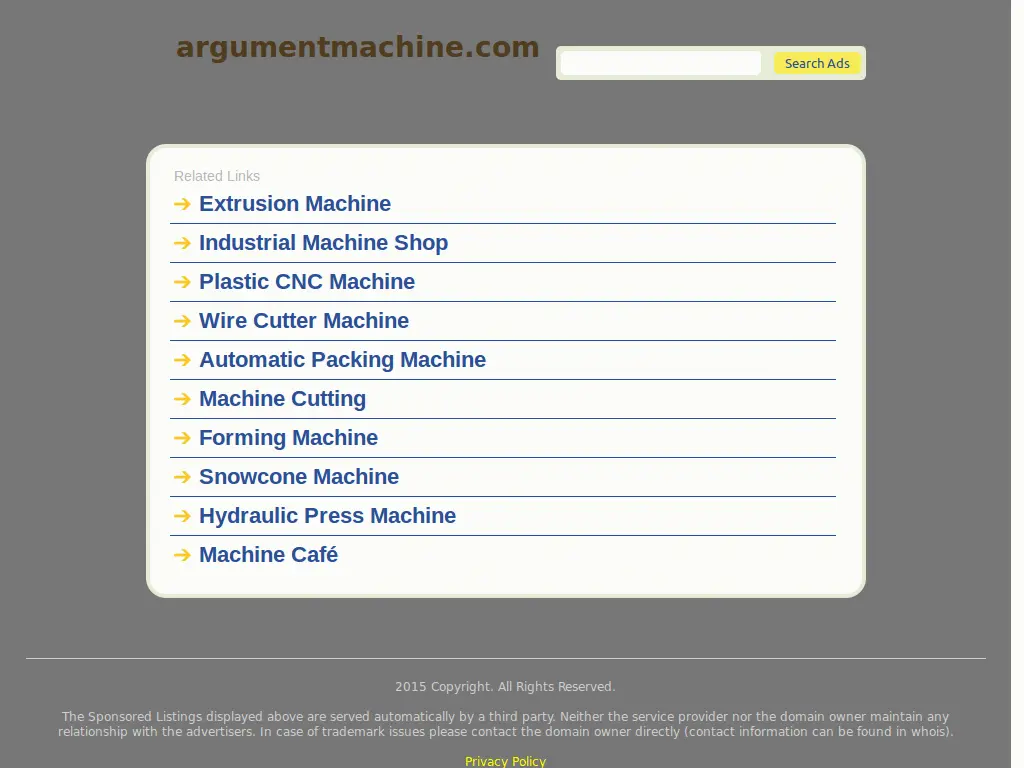 argumentmachine.com
Search Ads
Related Links
➔ Extrusion Machine
➔ Industrial Machine Shop
➔ Plastic CNC Machine
➔ Wire Cutter Machine
➔ Automatic Packing Machine
➔ Machine Cutting
➔ Forming Machine
➔ Snowcone Machine
➔ Hydraulic Press Machine
➔ Machine Café
2015 Copyright. All Rights Reserved.
The Sponsored Listings displayed above are served automatically by a third party. Neither the service provider nor the domain owner maintain any
relationship with the advertisers. In case of trademark issues please contact the domain owner directly (contact information can be found in whois).
Privacy Policy